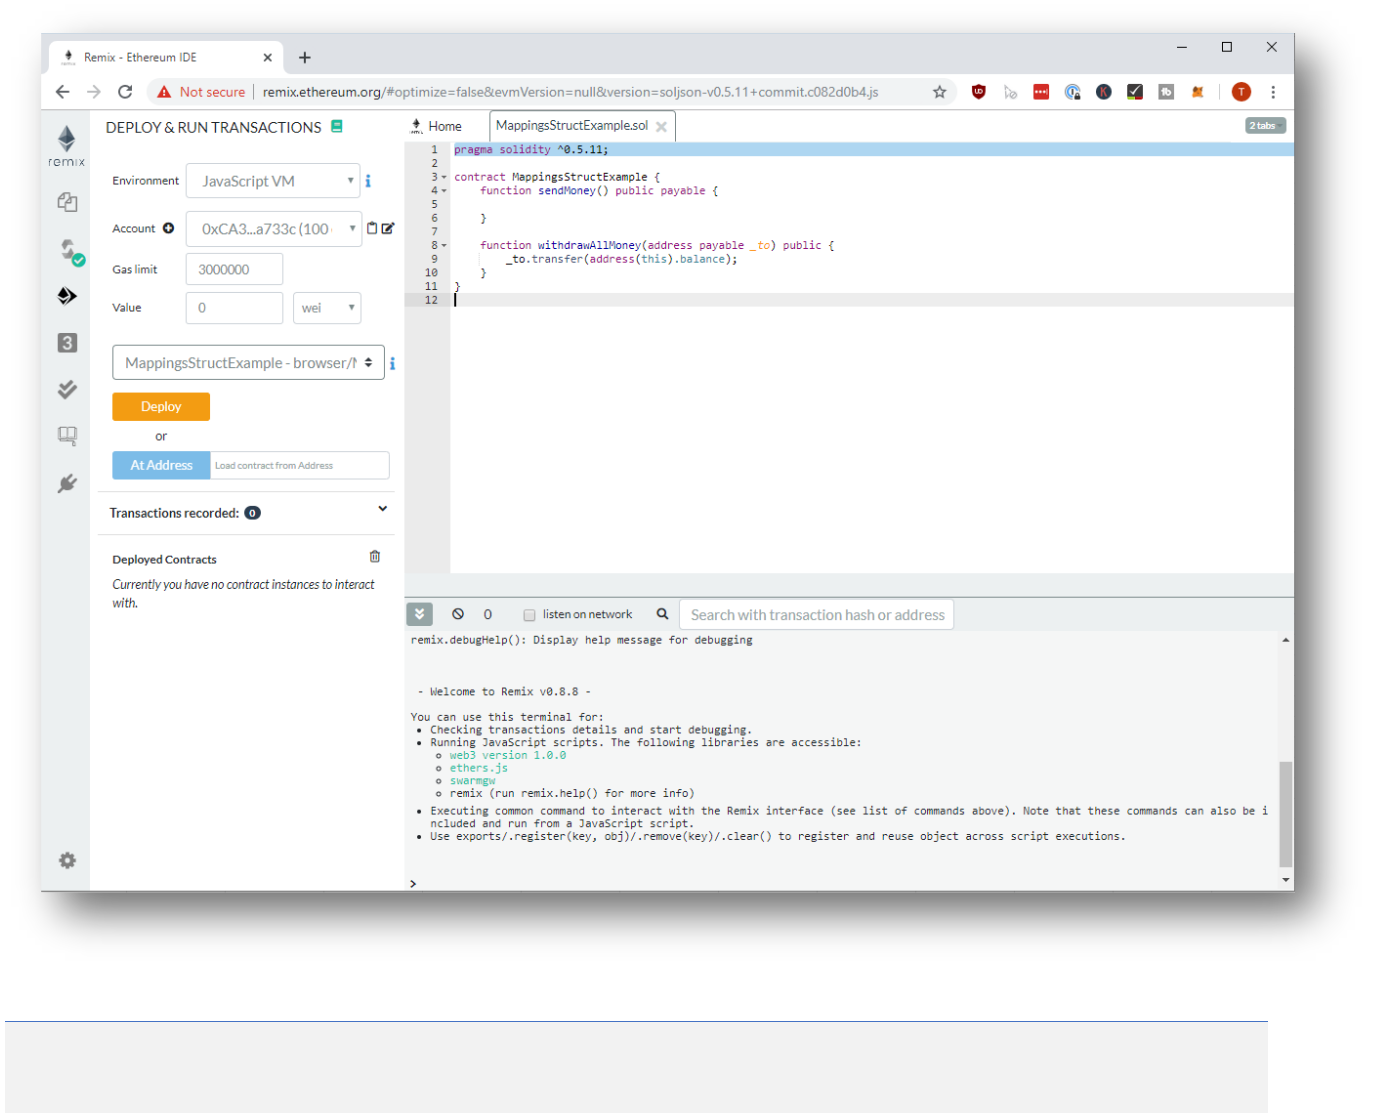 Remix - Ethereum IDE
Not secure | remix.ethereum.org/#optimize=false&evmVersion=null&version=soljson-v0.5.11+commit.c082d0b4.js
remix
DEPLOY & RUN TRANSACTIONS
Environment JavaScript VM
Account 0xCA3...a733c (100
Gas limit 3000000
Value 0 wei
MappingsStructExample - browser/
Deploy
or
At Address Load contract from Address
Transactions recorded: 0
Deployed Contracts
Currently you have no contract instances to interact
with.
Home MappingsStructExample.sol 2 tabs
1 pragma solidity ^0.5.11;
2
3 contract MappingsStructExample {
4 function sendMoney() public payable {
5
6 }
7
8 function withdrawAllMoney(address payable _to) public {
9 _to.transfer(address(this).balance);
10 }
11 }
12
0 listen on network Search with transaction hash or address
remix.debugHelp(): Display help message for debugging
- Welcome to Remix v0.8.8 -
You can use this terminal for:
• Checking transactions details and start debugging.
• Running JavaScript scripts. The following libraries are accessible:
o web3 version 1.0.0
o ethers.js
o swarmgw
o remix (run remix.help() for more info)
• Executing common command to interact with the Remix interface (see list of commands above). Note that these commands can also be i
ncluded and run from a JavaScript script.
• Use exports/.register(key, obj)/.remove(key)/.clear() to register and reuse object across script executions.
>